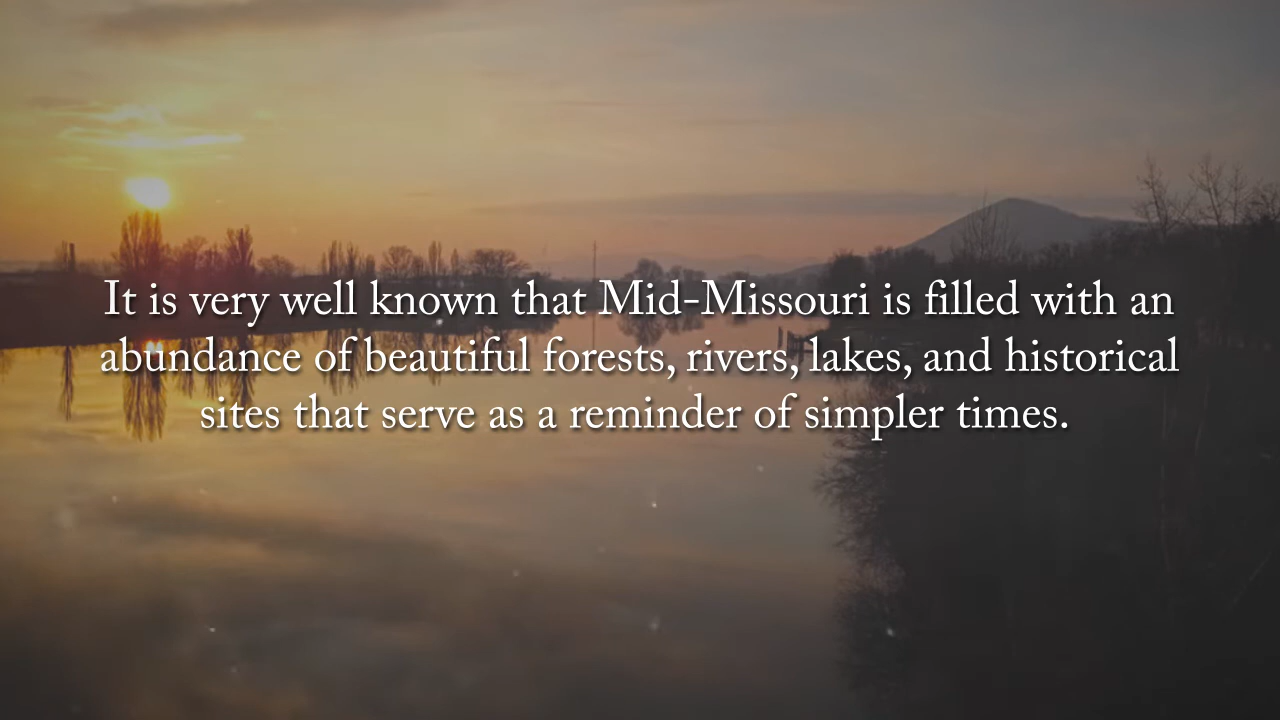 It is very well known that Mid-Missouri is filled with an
abundance of beautiful forests, rivers, lakes, and historical
sites that serve as a reminder of simpler times.